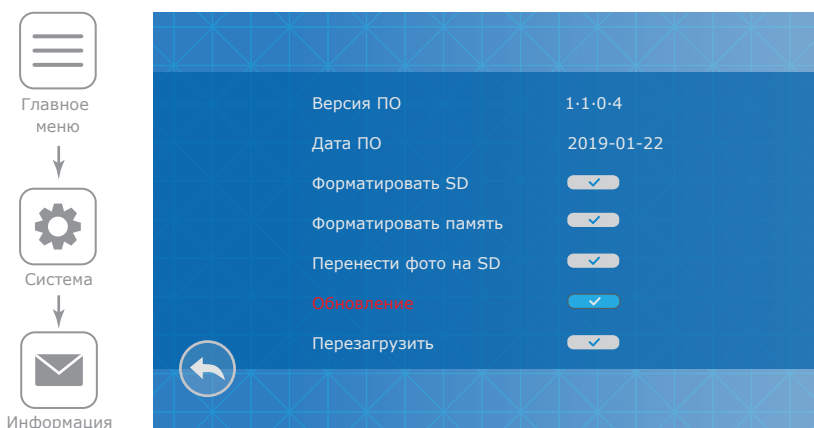 Главное
меню
Система
Информация
Версия ПО 1·1·0·4
Дата ПО 2019-01-22
Форматировать SD
Форматировать память
Перенести фото на SD
Обновление
Перезагрузить